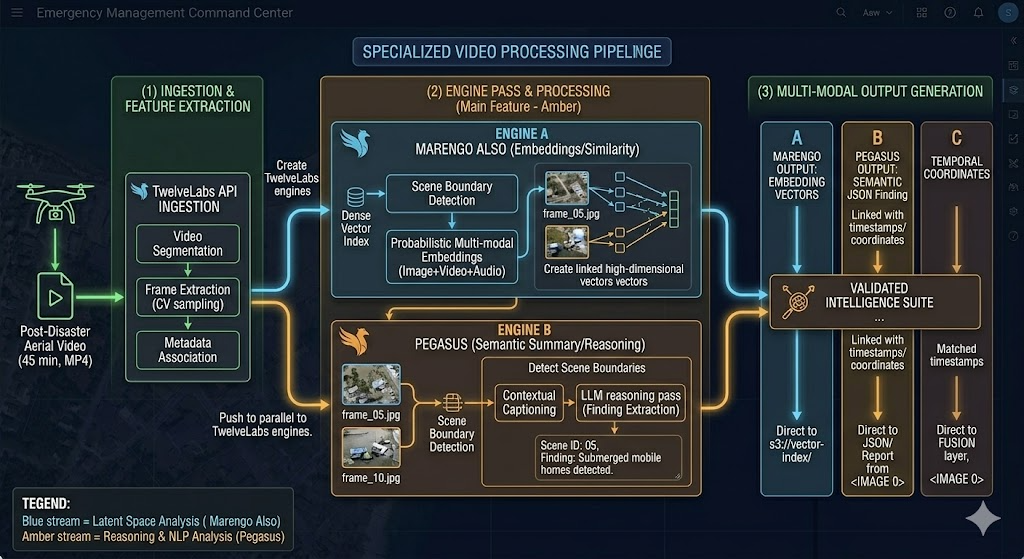 Emergency Management Command Center
Aaw
S
SPECIALIZED VIDEO PROCESSING PIPELINGE
(1) INGESTION &
FEATURE EXTRACTION
TwelveLabs API
INGESTION
Video
Segmentation
Frame Extraction
(CV sampling)
Metadata
Association
Post-Disaster
Aerial Video
(45 min, MP4)
Create
TwelveLabs
engines
Push to parallel to
TwelveLabs engines.
(2) ENGINE PASS & PROCESSING
(Main Feature - Amber)
ENGINE A
MARENGO ALSO (Embeddings/Similarity)
Dense
Vector
Index
Scene Boundary
Detection
Probabilistic Multi-modal
Embeddings
(Image+Video+Audio)
frame_05.jpg
Create linked high-dimensional
vectors vectors
ENGINE B
PEGASUS (Semantic Summary/Reasoning)
frame_05.jpg
frame_10.jpg
Scene
Boundary
Detection
Detect Scene Boundaries
Contextual
Captioning
LLM reasoning pass
(Finding Extraction)
Scene ID: 05,
Finding: Submerged mobile
homes detected.
(3) MULTI-MODAL OUTPUT GENERATION
A
MARENGO
OUTPUT:
EMBEDDING
VECTORS
B
PEGASUS
OUTPUT:
SEMANTIC
JSON Finding
Linked with
timestamps/
coordinates
C
TEMPORAL
COORDINATES
VALIDATED
INTELLIGENCE SUITE
...
Linked with
timestamps/
coordinates
Matched
timestamps
Direct to
s3://vector-
index/
Direct to
JSON/
Report
from
<IMAGE 0>
Direct to
FUSION
layer,
<IMAGE 0>
TEGEND:
Blue stream = Latent Space Analysis ( Marengo Also)
Amber stream = Reasoning & NLP Analysis (Pegasus)